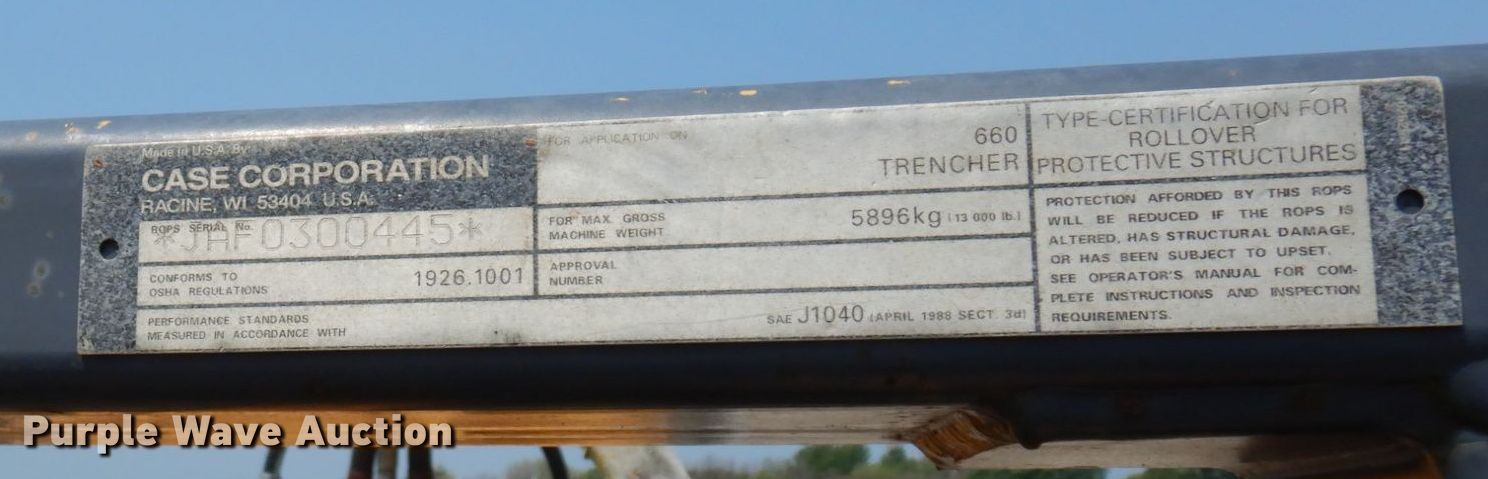 Made in U.S.A. By
CASE CORPORATION
RACINE, WI 53404 U.S.A.
ROPS SERIAL No.
*JAF0300445*
CONFORMS TO
OSHA REGULATIONS
1926.1001
PERFORMANCE STANDARDS
MEASURED IN ACCORDANCE WITH
SAE J1040 (APRIL 1988 SECT. 3d)
FOR APPLICATION ON
660
TRENCHER
FOR MAX. GROSS
MACHINE WEIGHT
5896kg (13 000 lb.)
APPROVAL
NUMBER
TYPE-CERTIFICATION FOR
ROLLOVER
PROTECTIVE STRUCTURES
PROTECTION AFFORDED BY THIS ROPS
WILL BE REDUCED IF THE ROPS IS
ALTERED, HAS STRUCTURAL DAMAGE,
OR HAS BEEN SUBJECT TO UPSET.
SEE OPERATOR'S MANUAL FOR COM-
PLETE INSTRUCTIONS AND INSPECTION
REQUIREMENTS.
Purple Wave Auction